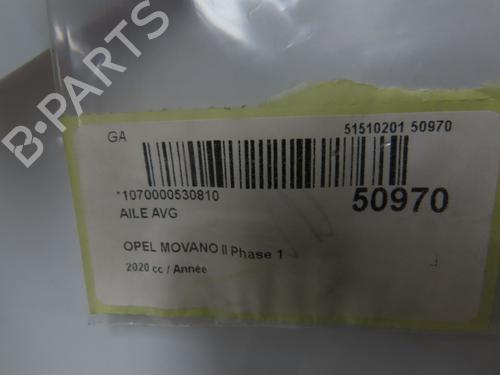 B-PARTS
GA
51510201 50970
*1070000530810
50970
AILE AVG
OPEL MOVANO II Phase 1
2020 cc / Année